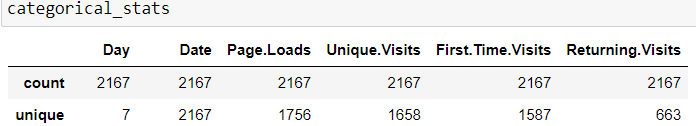 categorical_stats
Day Date Page.Loads Unique.Visits First.Time.Visits Returning.Visits
count 2167 2167 2167 2167 2167 2167
unique 7 2167 1756 1658 1587 663